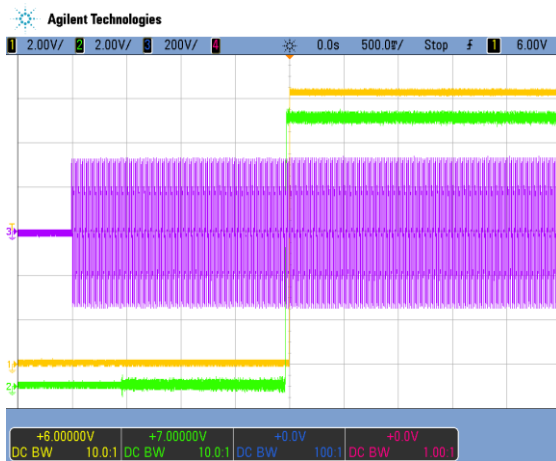 Agilent Technologies
1 2.00V/ 2 2.00V/ 3 200V/ 4 0.0s 500.0m/ Stop 1 6.00V
3
1
2
+6.00000V +7.00000V +0.0V +0.0V
DC BW 10.0:1 DC BW 10.0:1 DC BW 100:1 DC BW 1.00:1